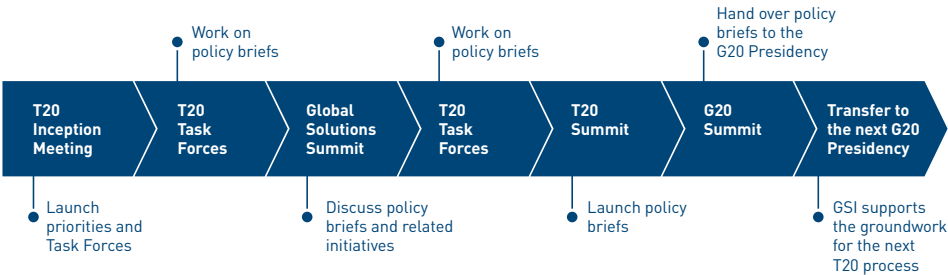 Work on
policy briefs
Work on
policy briefs
Hand over policy
briefs to the
G20 Presidency
T20
Inception
Meeting
T20
Task
Forces
Global
Solutions
Summit
T20
Task
Forces
T20
Summit
G20
Summit
Transfer to
the next G20
Presidency
Launch
priorities and
Task Forces
Discuss policy
briefs and related
initiatives
Launch policy
briefs
GSI supports
the groundwork
for the next
T20 process